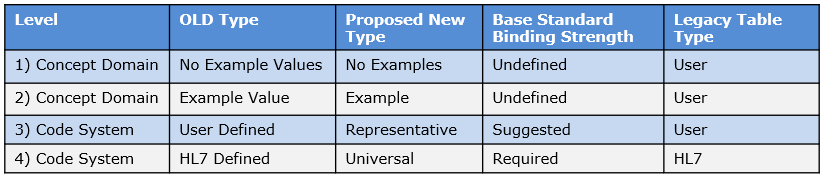 Level OLD Type Proposed New Type Base Standard Binding Strength Legacy Table Type
1) Concept Domain No Example Values No Examples Undefined User
2) Concept Domain Example Value Example Undefined User
3) Code System User Defined Representative Suggested User
4) Code System HL7 Defined Universal Required HL7